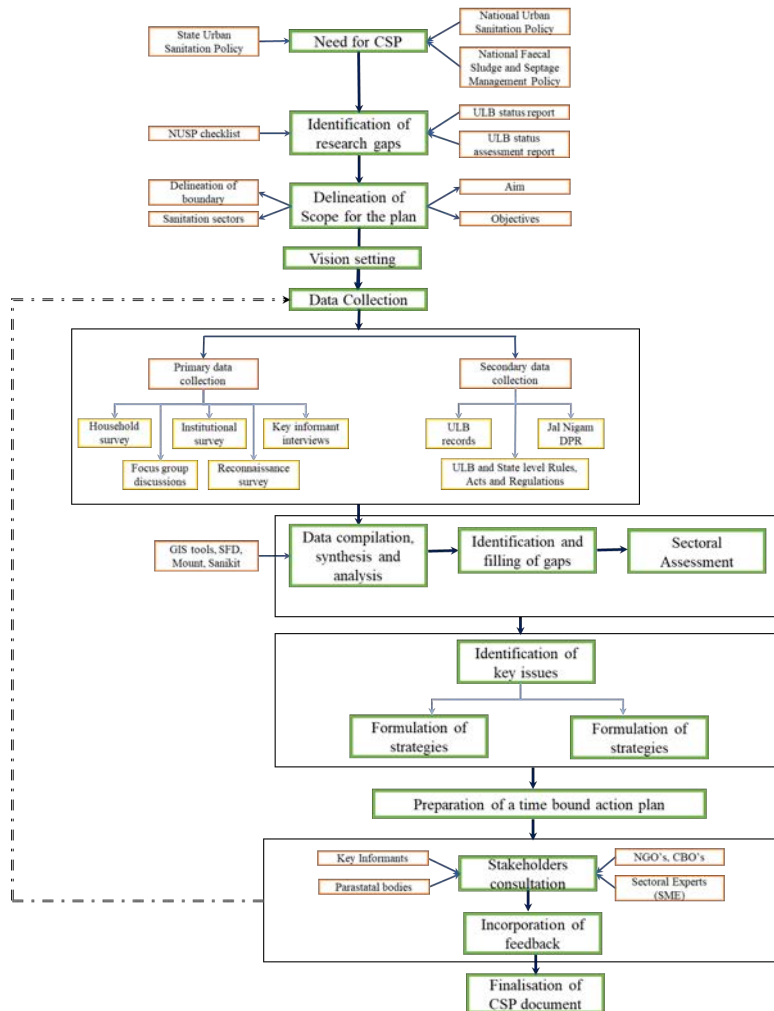 State Urban
Sanitation Policy
Need for CSP
National Urban
Sanitation Policy
National Faecal
Sludge and Septage
Management Policy
NUSP checklist
Identification of
research gaps
ULB status report
ULB status
assessment report
Delineation of
boundary
Sanitation sectors
Delineation of
Scope for the plan
Aim
Objectives
Vision setting
Data Collection
Primary data
collection
Secondary data
collection
Household
survey
Institutional
survey
Key informant
interviews
Focus group
discussions
Reconnaissance
survey
ULB
records
Jal Nigam
DPR
ULB and State level Rules,
Acts and Regulations
GIS tools, SFD,
Mount, Sanikit
Data compilation,
synthesis and
analysis
Identification and
filling of gaps
Sectoral
Assessment
Identification of
key issues
Formulation of
strategies
Formulation of
strategies
Preparation of a time bound action plan
Key Informants
Parastatal bodies
Stakeholders
consultation
NGO's, CBO's
Sectoral Experts
(SME)
Incorporation of
feedback
Finalisation of
CSP document